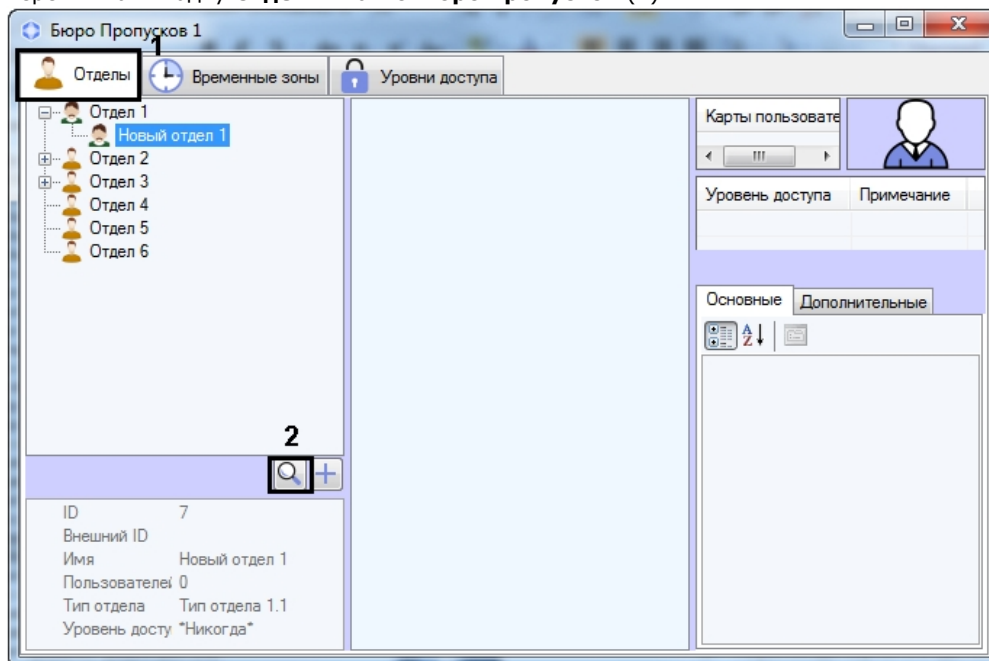 Бюро Пропусков 1
1
Отделы
Временные зоны
Уровни доступа
Отдел 1
Новый отдел 1
Отдел 2
Отдел 3
Отдел 4
Отдел 5
Отдел 6
2
ID 7
Внешний ID
Имя Новый отдел 1
Пользователей 0
Тип отдела Тип отдела 1.1
Уровень досту *Никогда*
Карты пользовате
Уровень доступа Примечание
Основные Дополнительные